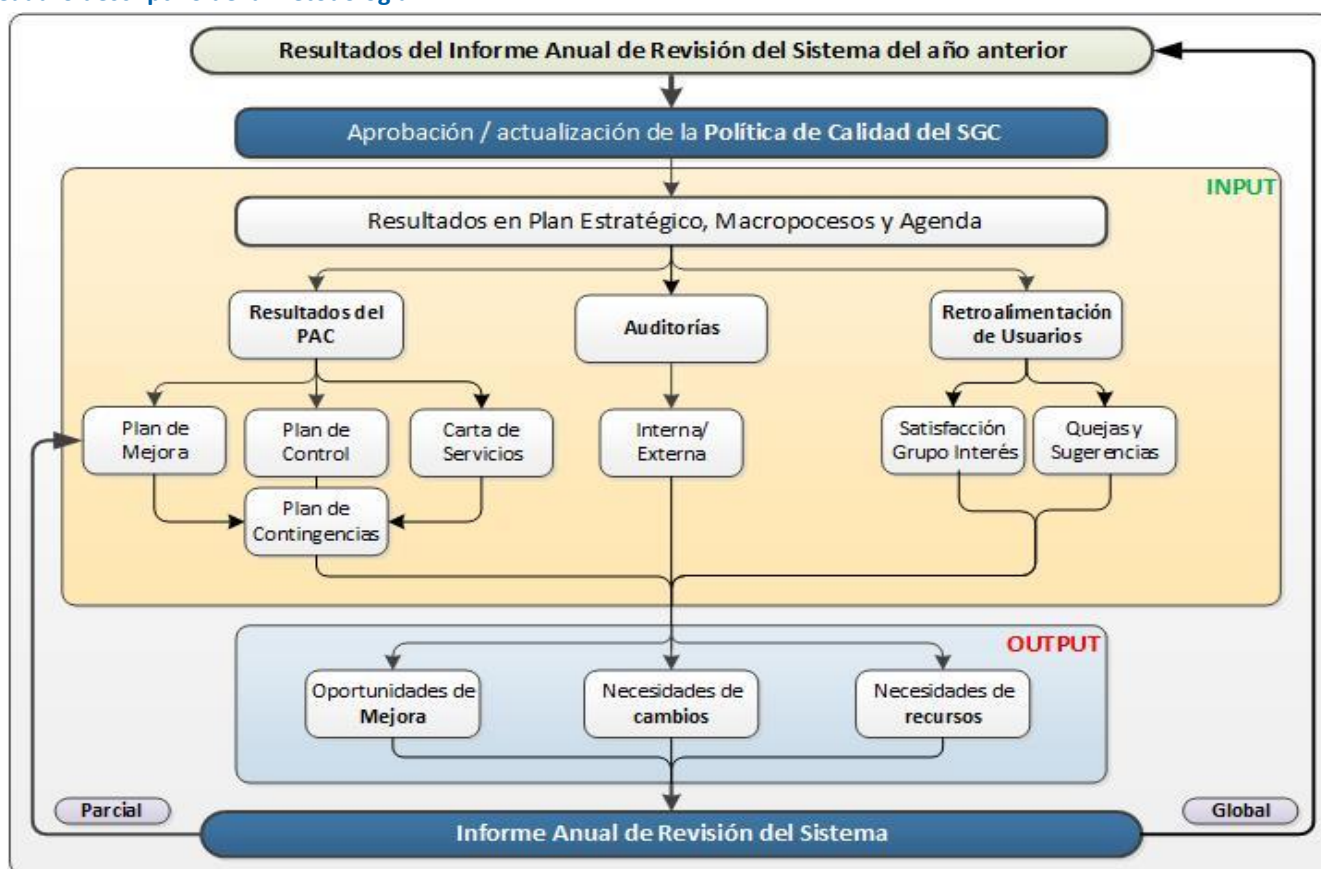 Resultados del Informe Anual de Revisión del Sistema del año anterior
Aprobación / actualización de la Política de Calidad del SGC
INPUT
Resultados en Plan Estratégico, Macropocesos y Agenda
Resultados del
PAC
Auditorías
Retroalimentación
de Usuarios
Plan de
Mejora
Plan de
Control
Carta de
Servicios
Interna/
Externa
Satisfacción
Grupo Interés
Quejas y
Sugerencias
Plan de
Contingencias
OUTPUT
Oportunidades de
Mejora
Necesidades de
cambios
Necesidades de
recursos
Parcial
Global
Informe Anual de Revisión del Sistema